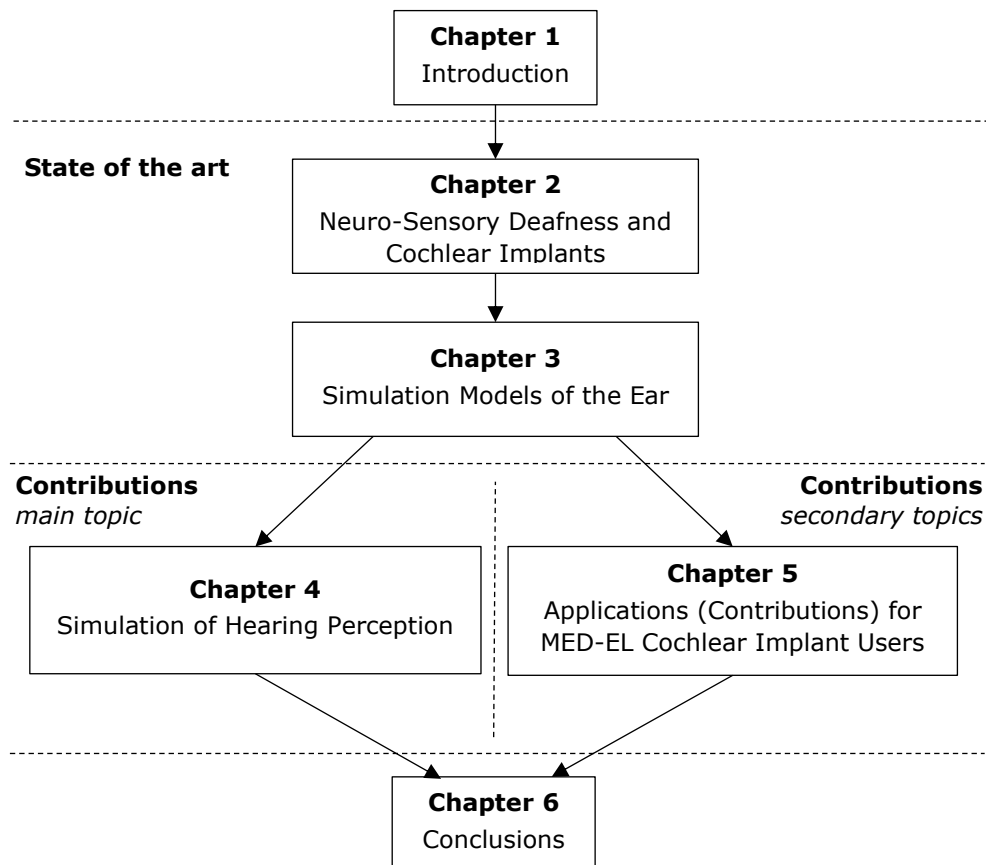 Chapter 1
Introduction
State of the art
Chapter 2
Neuro-Sensory Deafness and
Cochlear Implants
Chapter 3
Simulation Models of the Ear
Contributions
main topic
Contributions
secondary topics
Chapter 4
Simulation of Hearing Perception
Chapter 5
Applications (Contributions) for
MED-EL Cochlear Implant Users
Chapter 6
Conclusions